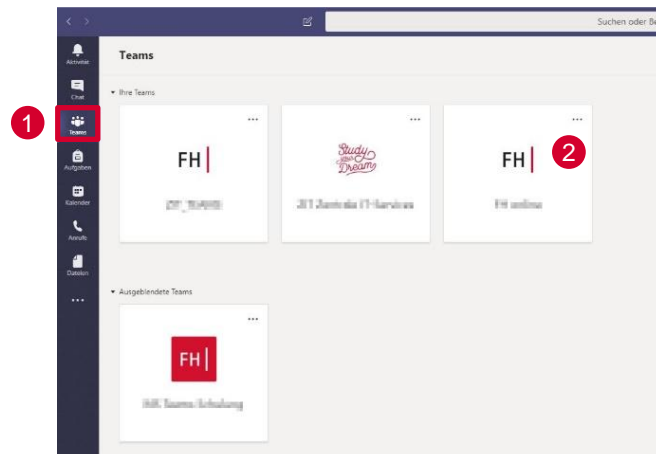 Suchen oder Be
Aktivität
Teams
Chat
Ihre Teams
1
Teams
FH
Study
your
Dream
FH
2
Aufgaben
Kalender
Anrufe
Dateien
Ausgeblendete Teams
FH